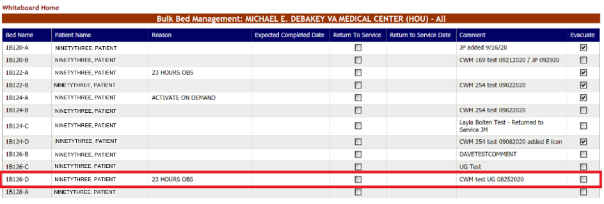 Whiteboard Home
Bulk Bed Management: MICHAEL E. DEBAKEY VA MEDICAL CENTER (HOU) - All
Bed Name Patient Name Reason Expected Completed Date Return To Service Return to Service Date Comment Evacuate
1B120-A NINETYTHREE, PATIENT JP added 9/16/20
1B120-B NINETYTHREE, PATIENT CWM 169 test 09212020 / JP 092920
1B122-A NINETYTHREE, PATIENT 23 HOURS OBS
1B122-B NINETYTHREE, PATIENT CWM 254 test 09022020
1B124-A NINETYTHREE, PATIENT ACTIVATE ON DEMAND
1B124-B NINETYTHREE, PATIENT CWM 254 test 09022020
1B124-C NINETYTHREE, PATIENT Layla Bolten Test - Returned to
Service JM
1B124-D NINETYTHREE, PATIENT CWM 254 test 09082020 added E icon
1B126-B NINETYTHREE, PATIENT DAVETESTCOMMENT
1B126-C NINETYTHREE, PATIENT UG Test
1B126-D NINETYTHREE, PATIENT 23 HOURS OBS CWM test UG 08252020
1B128-A NINETYTHREE, PATIENT